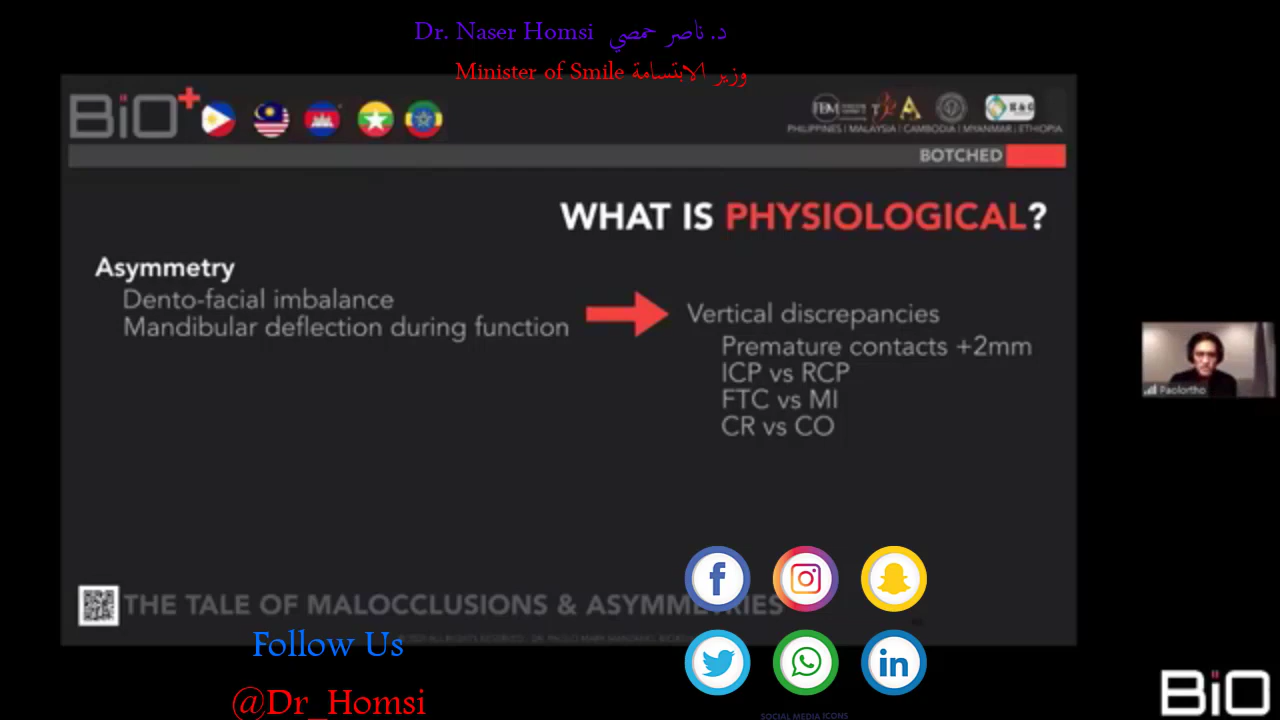 Dr. Naser Homsi د. ناصر حمصي
Minister of Smile وزير الابتسامة
BiO+
PHILIPPINES | MALAYSIA | CAMBODIA | MYANMAR | ETHIOPIA
BOTCHED
WHAT IS PHYSIOLOGICAL?
Asymmetry
Dento-facial imbalance
Mandibular deflection during function
Vertical discrepancies
Premature contacts +2mm
ICP vs RCP
FTC vs MI
CR vs CO
Paolortho
THE TALE OF MALOCCLUSIONS & ASYMMETRIES
Follow Us
@Dr_Homsi
SOCIAL MEDIA ICONS
BiO